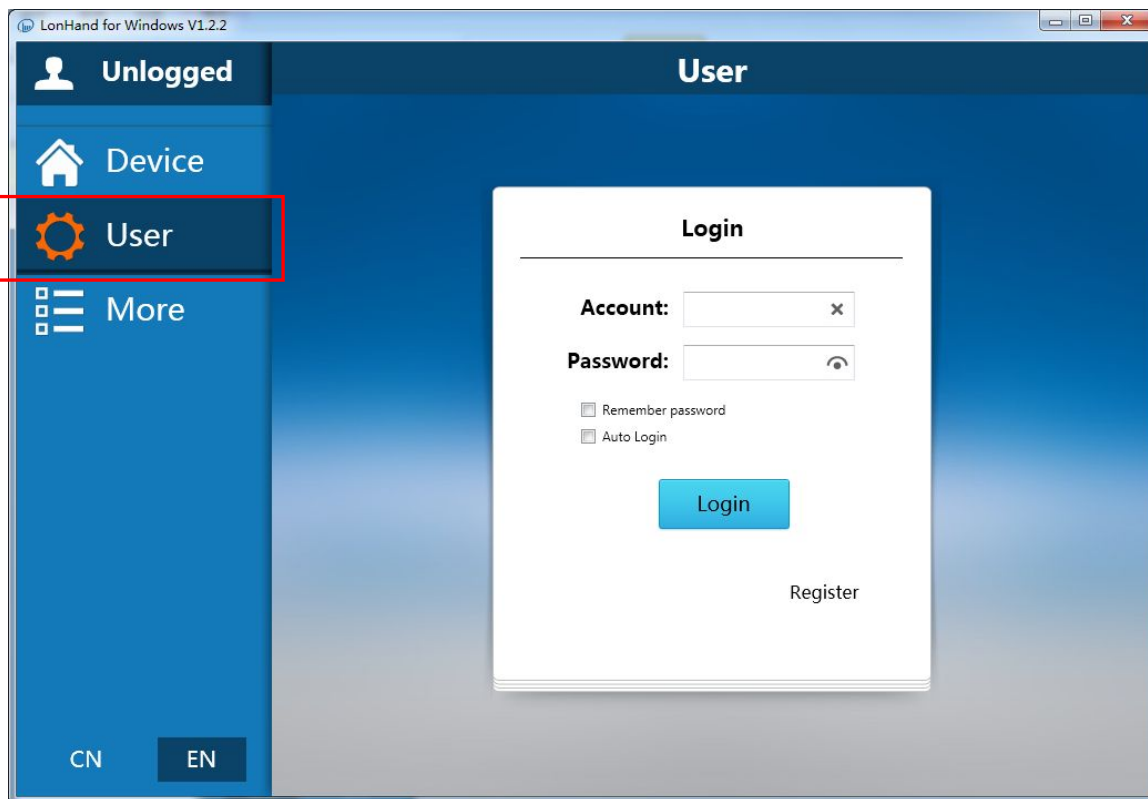 LonHand for Windows V1.2.2
Unlogged
User
Device
User
More
Login
Account:
Password:
Remember password
Auto Login
Login
Register
CN EN